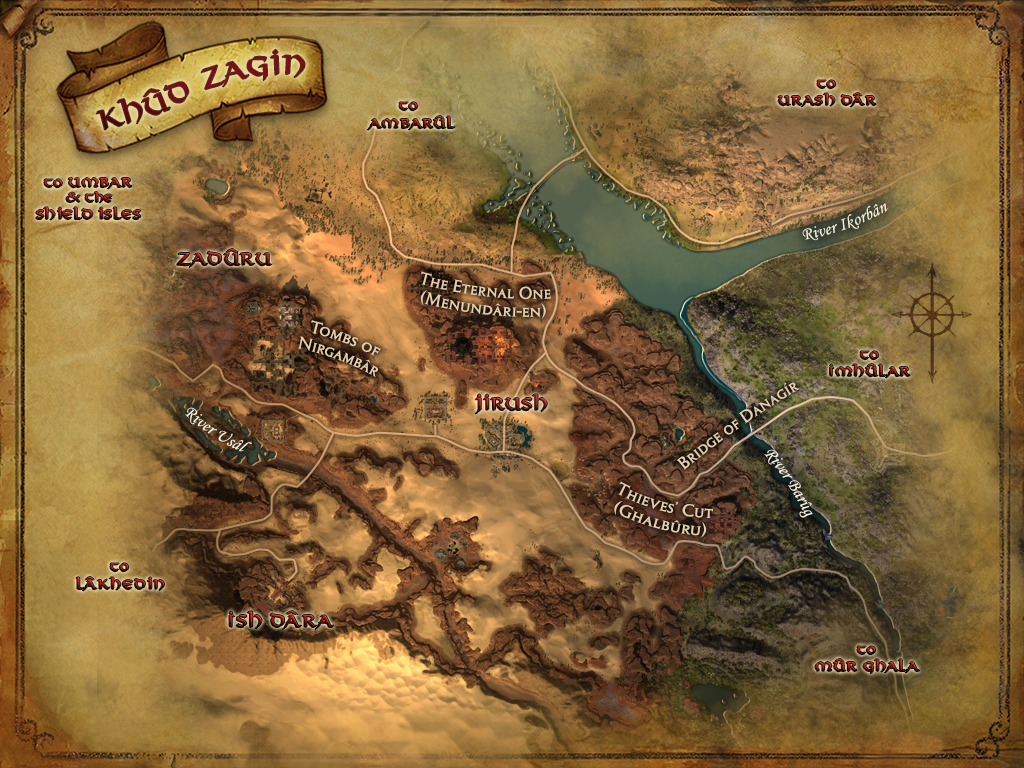 KHÛD ZAGIN
TO
AMBARÛL
TO
URASH DÂR
TO UMBAR
& THE
SHIELD ISLES
River Ikorbân
ZADÛRU
THE ETERNAL ONE
(MENUNDÂRI-EN)
TOMBS OF
NIRGAMBÂR
TO
IMHÛLAR
JIRUSH
River Usâl
BRIDGE OF DANÁGIR
River Barûg
THIEVES' CUT
(GHALBÛRU)
TO
LÂKHEDIN
ISH DÂRA
TO
MÛR GHALA